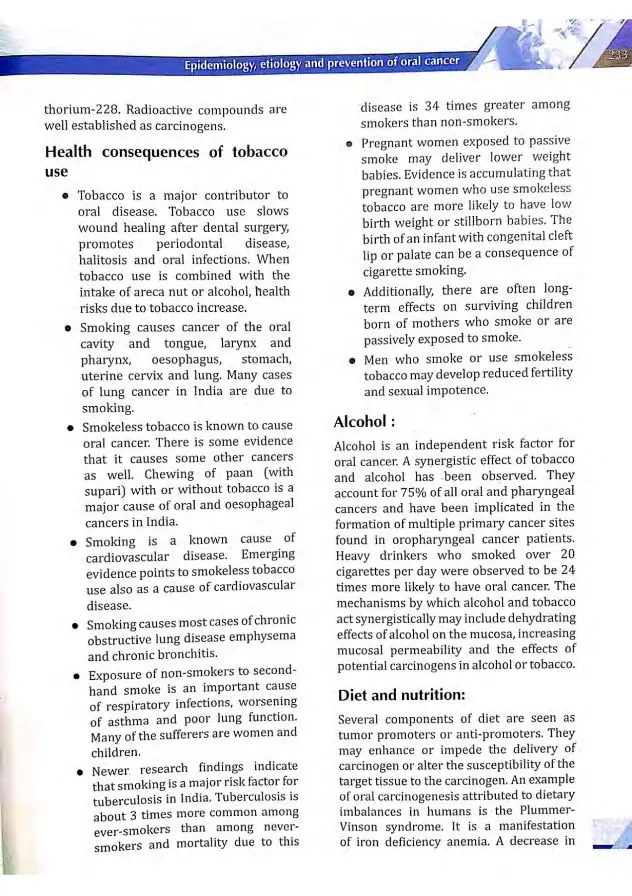 Epidemiology, etiology and prevention of oral cancer
233
thorium-228. Radioactive compounds are
well established as carcinogens.
Health consequences of tobacco
use
● Tobacco is a major contributor to
oral disease. Tobacco use slows
wound healing after dental surgery,
promotes periodontal disease,
halitosis and oral infections. When
tobacco use is combined with the
intake of areca nut or alcohol, health
risks due to tobacco increase.
● Smoking causes cancer of the oral
cavity and tongue, larynx and
pharynx, oesophagus, stomach,
uterine cervix and lung. Many cases
of lung cancer in India are due to
smoking.
● Smokeless tobacco is known to cause
oral cancer. There is some evidence
that it causes some other cancers
as well. Chewing of paan (with
supari) with or without tobacco is a
major cause of oral and oesophageal
cancers in India.
● Smoking is a known cause of
cardiovascular disease. Emerging
evidence points to smokeless tobacco
use also as a cause of cardiovascular
disease.
● Smoking causes most cases of chronic
obstructive lung disease emphysema
and chronic bronchitis.
● Exposure of non-smokers to second-
hand smoke is an important cause
of respiratory infections, worsening
of asthma and poor lung function.
Many of the sufferers are women and
children.
● Newer research findings indicate
that smoking is a major risk factor for
tuberculosis in India. Tuberculosis is
about 3 times more common among
ever-smokers than among never-
smokers and mortality due to this
disease is 34 times greater among
smokers than non-smokers.
● Pregnant women exposed to passive
smoke may deliver lower weight
babies. Evidence is accumulating that
pregnant women who use smokeless
tobacco are more likely to have low
birth weight or stillborn babies. The
birth of an infant with congenital cleft
lip or palate can be a consequence of
cigarette smoking.
● Additionally, there are often long-
term effects on surviving children
born of mothers who smoke or are
passively exposed to smoke.
● Men who smoke or use smokeless
tobacco may develop reduced fertility
and sexual impotence.
Alcohol :
Alcohol is an independent risk factor for
oral cancer. A synergistic effect of tobacco
and alcohol has been observed. They
account for 75% of all oral and pharyngeal
cancers and have been implicated in the
formation of multiple primary cancer sites
found in oropharyngeal cancer patients.
Heavy drinkers who smoked over 20
cigarettes per day were observed to be 24
times more likely to have oral cancer. The
mechanisms by which alcohol and tobacco
act synergistically may include dehydrating
effects of alcohol on the mucosa, increasing
mucosal permeability and the effects of
potential carcinogens in alcohol or tobacco.
Diet and nutrition:
Several components of diet are seen as
tumor promoters or anti-promoters. They
may enhance or impede the delivery of
carcinogen or alter the susceptibility of the
target tissue to the carcinogen. An example
of oral carcinogenesis attributed to dietary
imbalances in humans is the Plummer-
Vinson syndrome. It is a manifestation
of iron deficiency anemia. A decrease in